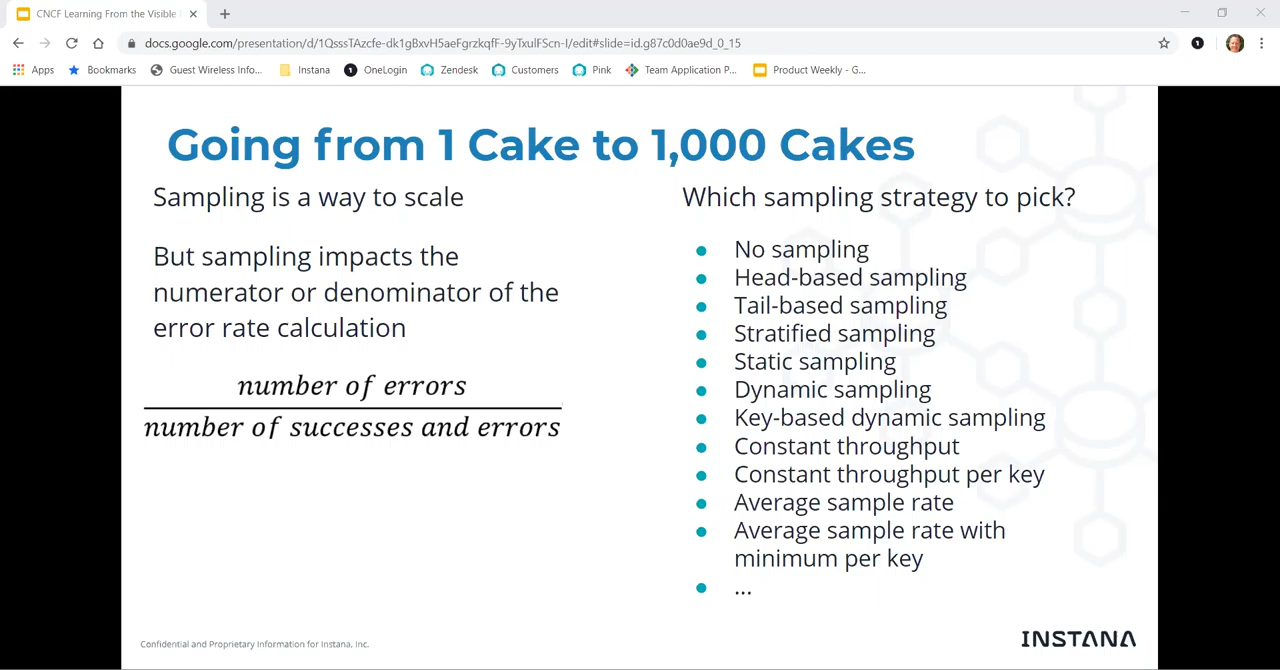 CNCF Learning From the Visible
docs.google.com/presentation/d/1QsssTAzcfe-dk1gBxvH5aeFgrzkqfF-9yTxulFScn-I/edit#slide=id.g87c0d0ae9d_0_15
Apps Bookmarks Guest Wireless Info... Instana OneLogin Zendesk Customers Pink Team Application P... Product Weekly - G...
Going from 1 Cake to 1,000 Cakes
Sampling is a way to scale
But sampling impacts the
numerator or denominator of the
error rate calculation
number of errors
number of successes and errors
Which sampling strategy to pick?
● No sampling
● Head-based sampling
● Tail-based sampling
● Stratified sampling
● Static sampling
● Dynamic sampling
● Key-based dynamic sampling
● Constant throughput
● Constant throughput per key
● Average sample rate
● Average sample rate with
minimum per key
● ...
Confidential and Proprietary Information for Instana, Inc.
INSTANA